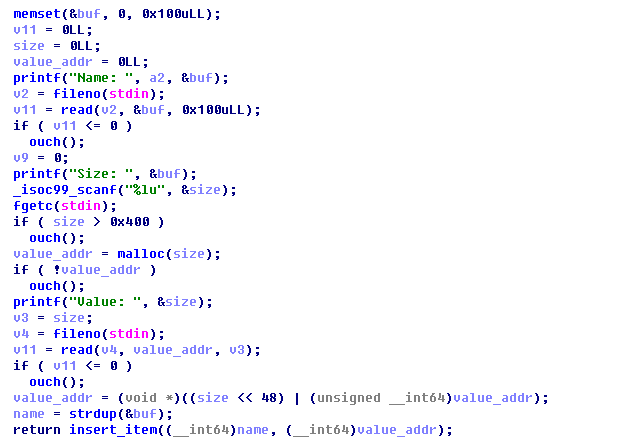 memset(&buf, 0, 0x100uLL);
v11 = 0LL;
size = 0LL;
value_addr = 0LL;
printf("Name: ", a2, &buf);
v2 = fileno(stdin);
v11 = read(v2, &buf, 0x100uLL);
if ( v11 <= 0 )
ouch();
v9 = 0;
printf("Size: ", &buf);
_isoc99_scanf("%lu", &size);
fgetc(stdin);
if ( size > 0x400 )
ouch();
value_addr = malloc(size);
if ( !value_addr )
ouch();
printf("Value: ", &size);
v3 = size;
v4 = fileno(stdin);
v11 = read(v4, value_addr, v3);
if ( v11 <= 0 )
ouch();
value_addr = (void *)((size << 48) | (unsigned __int64)value_addr);
name = strdup(&buf);
return insert_item((__int64)name, (__int64)value_addr);